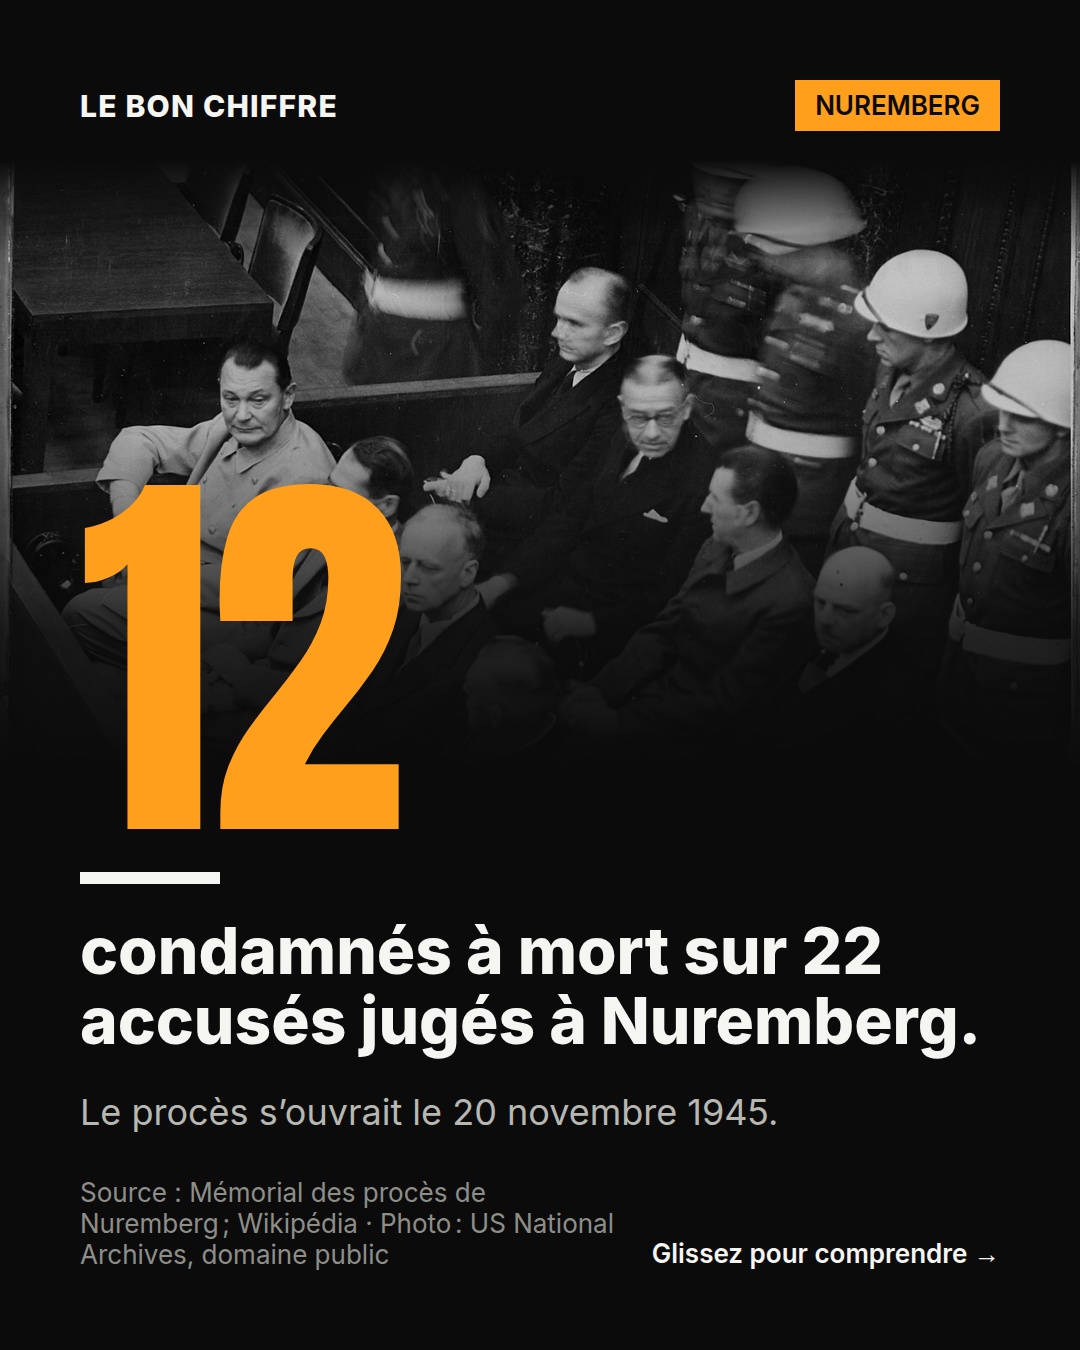 LE BON CHIFFRE
NUREMBERG
12
condamnés à mort sur 22
accusés jugés à Nuremberg.
Le procès s’ouvrait le 20 novembre 1945.
Source : Mémorial des procès de
Nuremberg ; Wikipédia · Photo : US National
Archives, domaine public
Glissez pour comprendre →